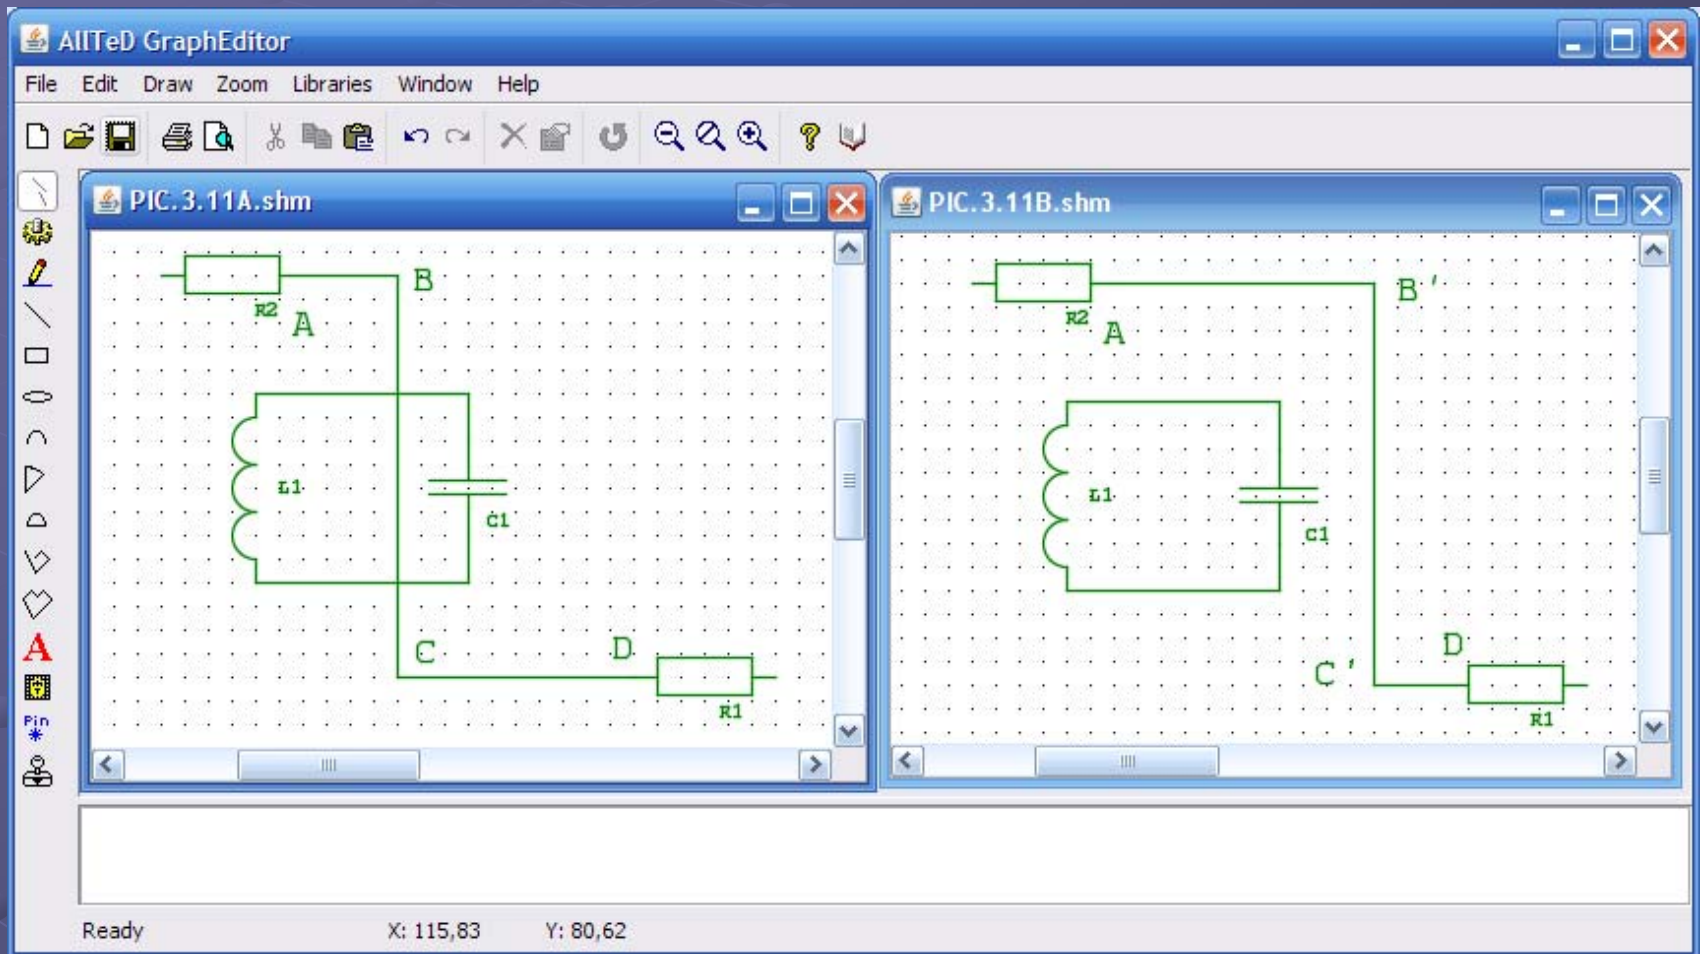 AllTeD GraphEditor
File Edit Draw Zoom Libraries Window Help
PIC.3.11A.shm
B
R2
A
L1
C1
C
D
R1
PIC.3.11B.shm
B '
R2
A
L1
C1
D
C '
R1
A
Pin
Ready X: 115,83 Y: 80,62